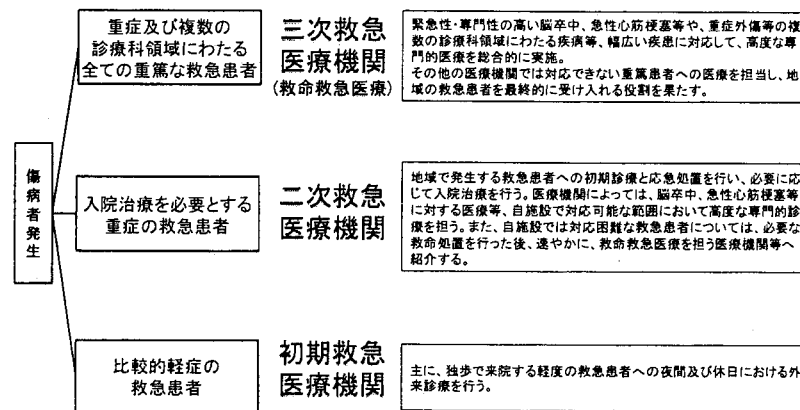 傷病者発生
重症及び複数の
診療科領域にわたる
全ての重篤な救急患者
三次救急
医療機関
(救命救急医療)
緊急性・専門性の高い脳卒中、急性心筋梗塞等や、重症外傷等の複
数の診療科領域にわたる疾病等、幅広い疾患に対応して、高度な専
門的医療を総合的に実施。
その他の医療機関では対応できない重篤患者への医療を担当し、地
域の救急患者を最終的に受け入れる役割を果たす。
入院治療を必要とする
重症の救急患者
二次救急
医療機関
地域で発生する救急患者への初期診療と応急処置を行い、必要に応
じて入院治療を行う。医療機関によっては、脳卒中、急性心筋梗塞等
に対する医療等、自施設で対応可能な範囲において高度な専門的診
療を担う。また、自施設では対応困難な救急患者については、必要な
救命処置を行った後、速やかに、救命救急医療を担う医療機関等へ
紹介する。
比較的軽症の
救急患者
初期救急
医療機関
主に、独歩で来院する軽度の救急患者への夜間及び休日における外
来診療を行う。